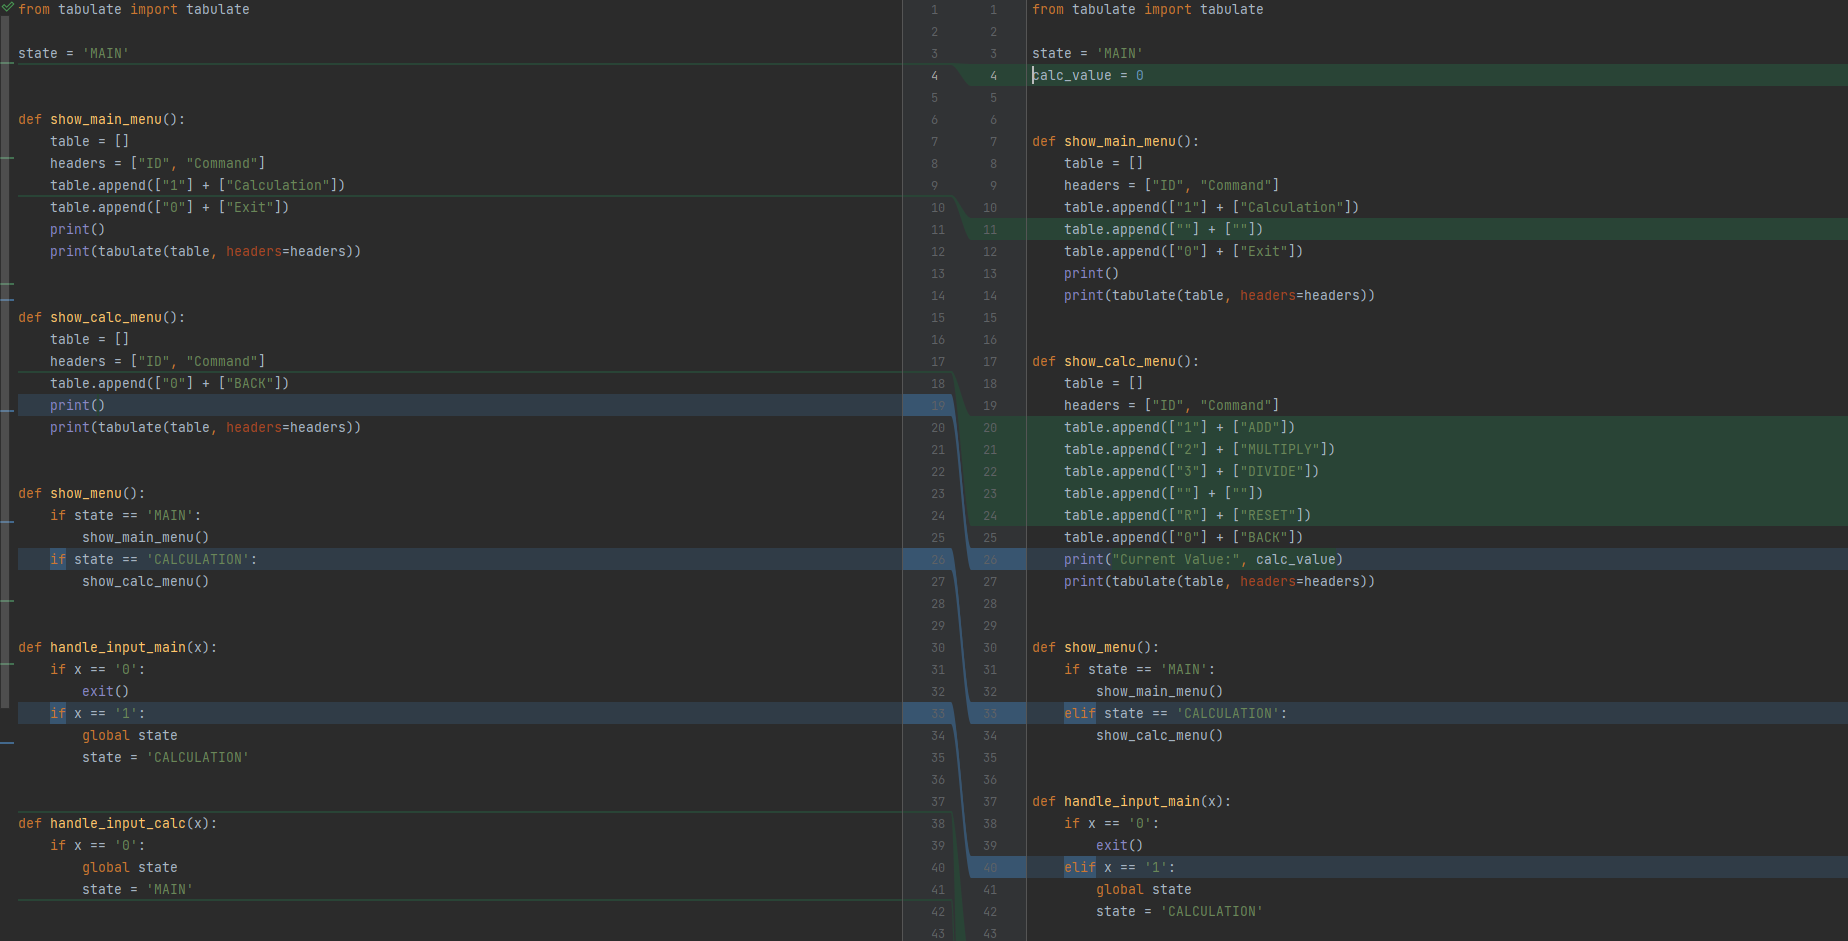 from tabulate import tabulate

state = 'MAIN'


def show_main_menu():
    table = []
    headers = ["ID", "Command"]
    table.append(["1"] + ["Calculation"])
    table.append(["0"] + ["Exit"])
    print()
    print(tabulate(table, headers=headers))


def show_calc_menu():
    table = []
    headers = ["ID", "Command"]
    table.append(["0"] + ["BACK"])
    print()
    print(tabulate(table, headers=headers))


def show_menu():
    if state == 'MAIN':
        show_main_menu()
    if state == 'CALCULATION':
        show_calc_menu()


def handle_input_main(x):
    if x == '0':
        exit()
    if x == '1':
        global state
        state = 'CALCULATION'


def handle_input_calc(x):
    if x == '0':
        global state
        state = 'MAIN'

1 1
2 2
3 3
4 4
5 5
6 6
7 7
8 8
9 9
10 10
11 11
12 12
13 13
14 14
15 15
16 16
17 17
18 18
19 19
20 20
21 21
22 22
23 23
24 24
25 25
26 26
27 27
28 28
29 29
30 30
31 31
32 32
33 33
34 34
35 35
36 36
37 37
38 38
39 39
40 40
41 41
42 42
43 43

from tabulate import tabulate

state = 'MAIN'
calc_value = 0


def show_main_menu():
    table = []
    headers = ["ID", "Command"]
    table.append(["1"] + ["Calculation"])
    table.append([""] + [""])
    table.append(["0"] + ["Exit"])
    print()
    print(tabulate(table, headers=headers))


def show_calc_menu():
    table = []
    headers = ["ID", "Command"]
    table.append(["1"] + ["ADD"])
    table.append(["2"] + ["MULTIPLY"])
    table.append(["3"] + ["DIVIDE"])
    table.append([""] + [""])
    table.append(["R"] + ["RESET"])
    table.append(["0"] + ["BACK"])
    print("Current Value:", calc_value)
    print(tabulate(table, headers=headers))


def show_menu():
    if state == 'MAIN':
        show_main_menu()
    elif state == 'CALCULATION':
        show_calc_menu()


def handle_input_main(x):
    if x == '0':
        exit()
    elif x == '1':
        global state
        state = 'CALCULATION'